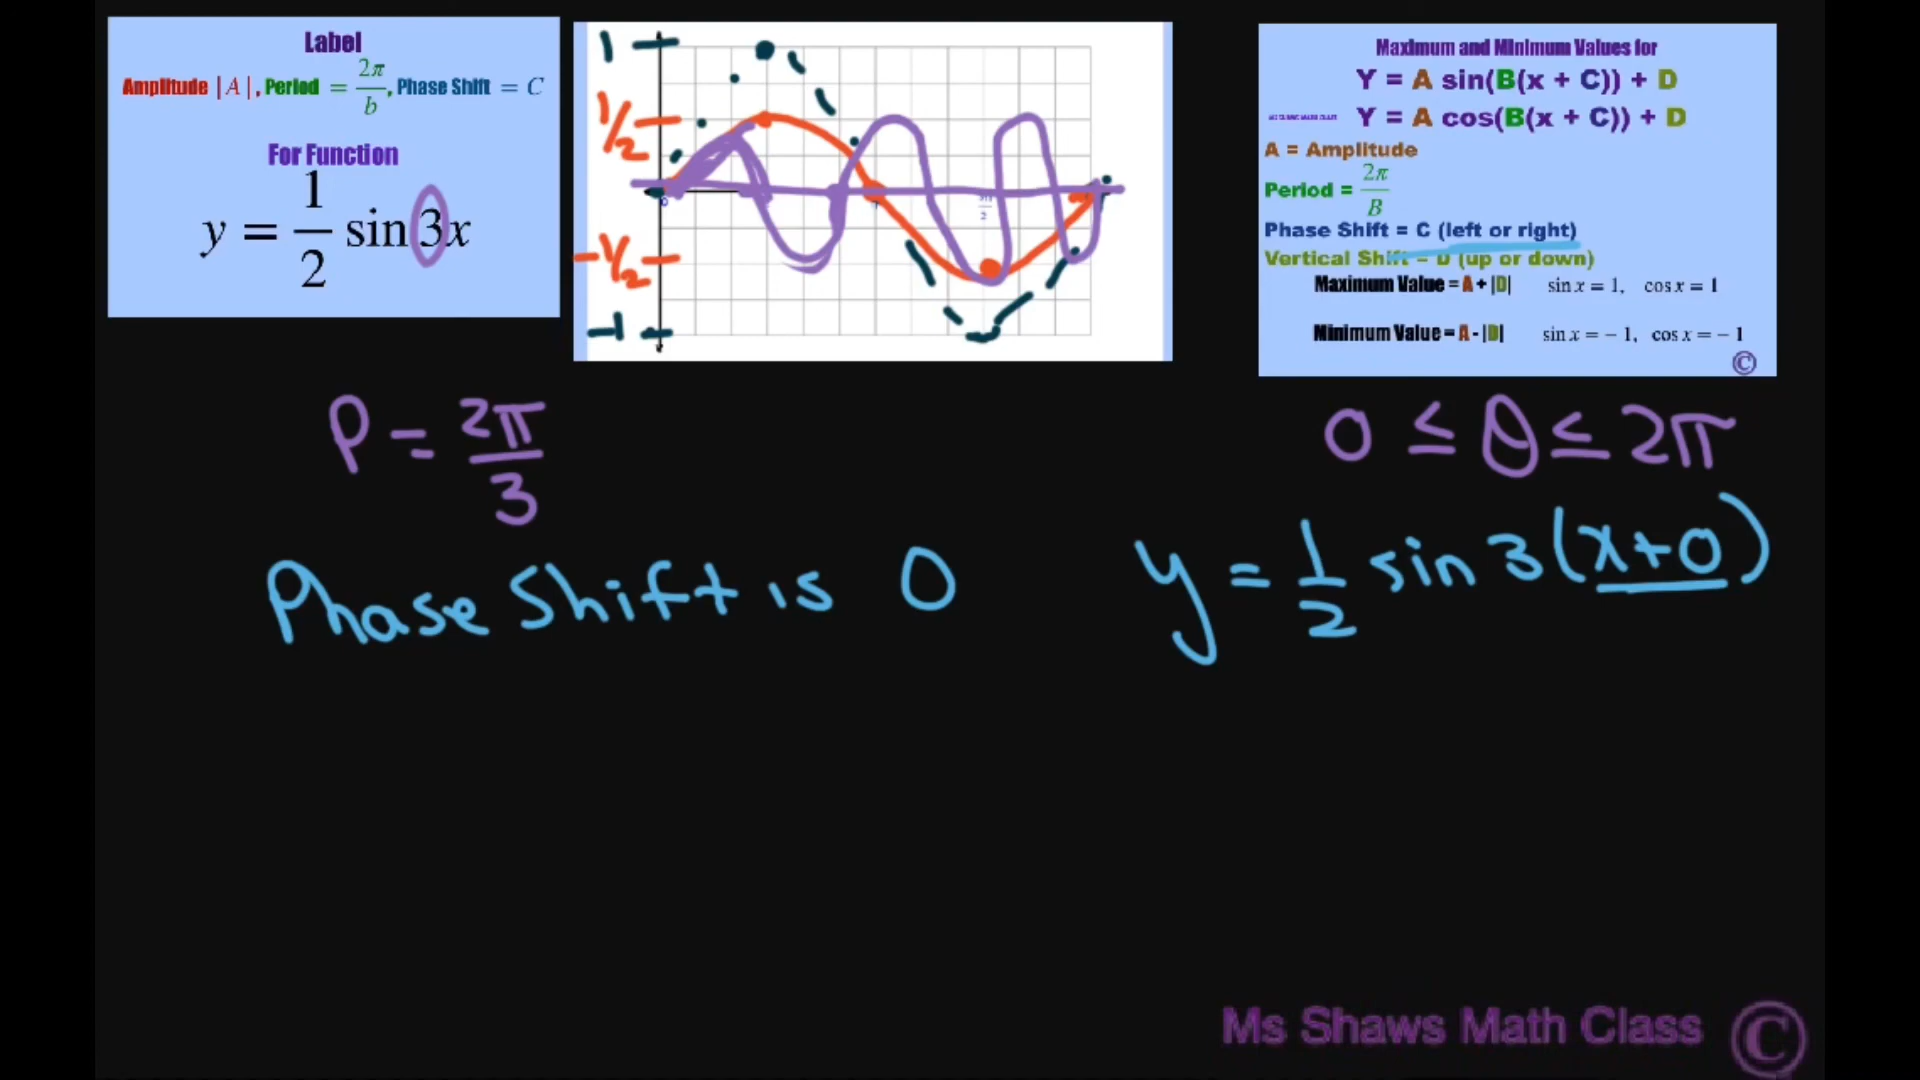 Label
Amplitude |A|, Period = 2π/b, Phase Shift = C
For Function
y = 1/2 sin 3x
1
1/2
-1/2
-1
0
Maximum and Minimum Values for
Y = A sin(B(x + C)) + D
Y = A cos(B(x + C)) + D
A = Amplitude
Period = 2π/B
Phase Shift = C (left or right)
Vertical Shift = D (up or down)
Maximum Value = A + |D| sin x = 1, cos x = 1
Minimum Value = A - |D| sin x = – 1, cos x = – 1
©
P = 2π/3
0 ≤ θ ≤ 2π
Phase Shift is 0
y = 1/2 sin 3(x+0)
Ms Shaws Math Class ©